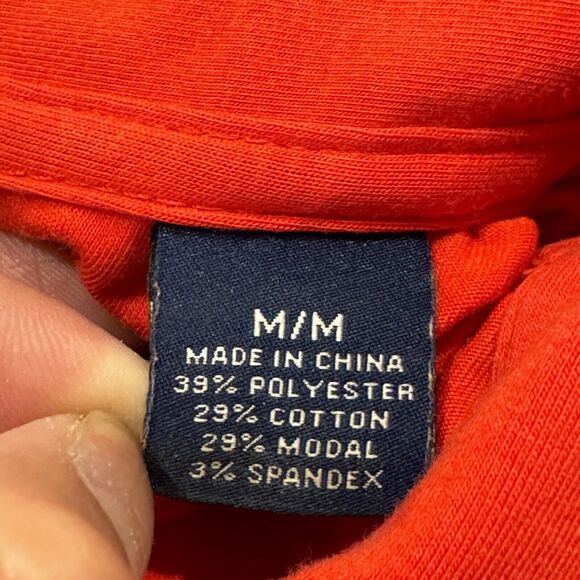 M/M
MADE IN CHINA
39% POLYESTER
29% COTTON
29% MODAL
3% SPANDEX